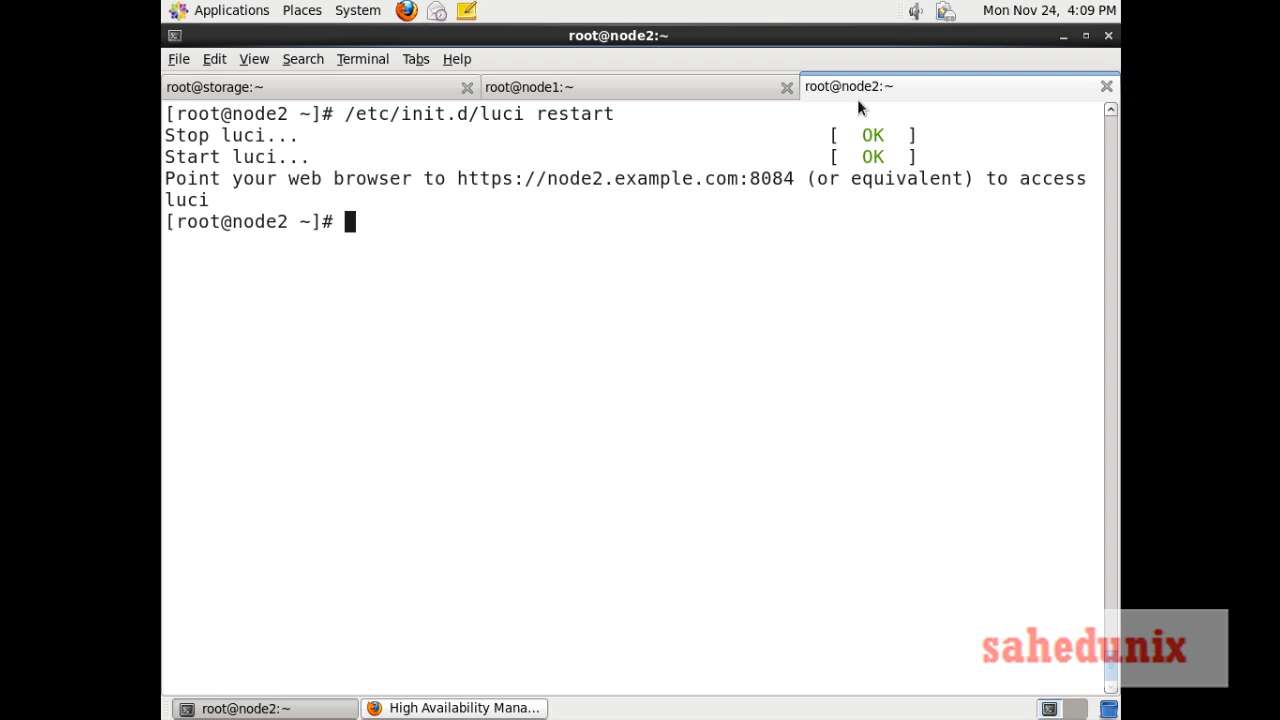 Applications Places System Mon Nov 24, 4:09 PM
root@node2:~
File Edit View Search Terminal Tabs Help
root@storage:~ root@node1:~ root@node2:~
[root@node2 ~]# /etc/init.d/luci restart
Stop luci... [ OK ]
Start luci... [ OK ]
Point your web browser to https://node2.example.com:8084 (or equivalent) to access
luci
[root@node2 ~]#
sahedunix
root@node2:~ High Availability Mana...